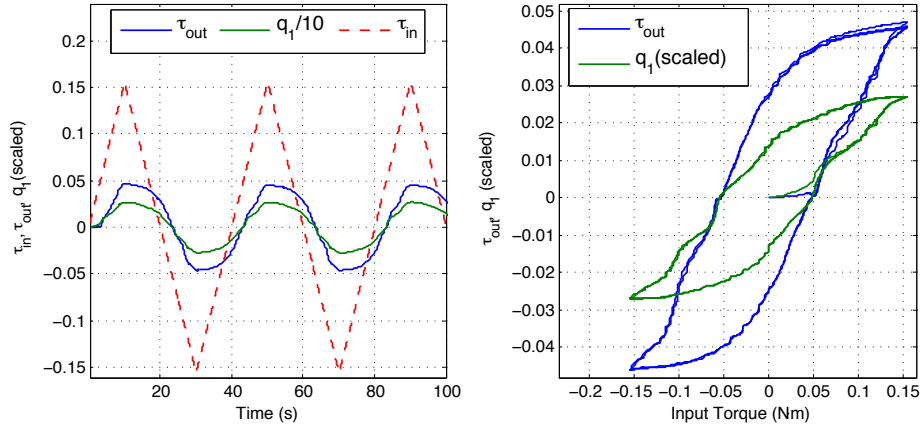 τout q1/10 τin
0.2
0.15
0.1
0.05
0
−0.05
−0.1
−0.15
τin, τout, q1(scaled)
0 20 40 60 80 100
Time (s)
τout
q1(scaled)
0.05
0.04
0.03
0.02
0.01
0
−0.01
−0.02
−0.03
−0.04
τout, q1 (scaled)
-0.2 -0.15 -0.1 -0.05 0 0.05 0.1 0.15
Input Torque (Nm)